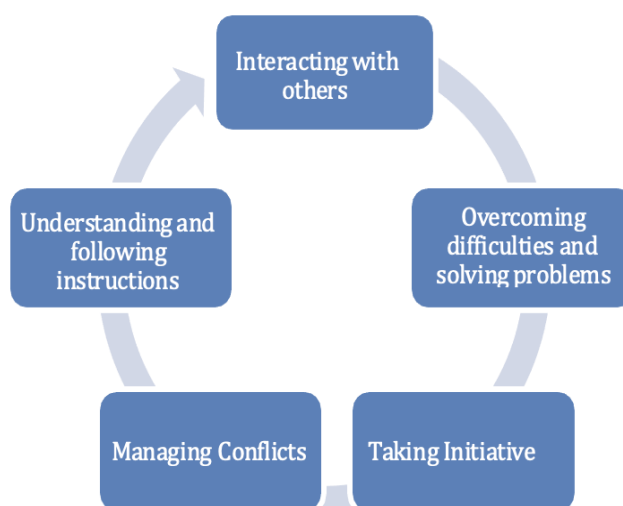 Interacting with
others
Overcoming
difficulties and
solving problems
Taking Initiative
Managing Conflicts
Understanding and
following
instructions